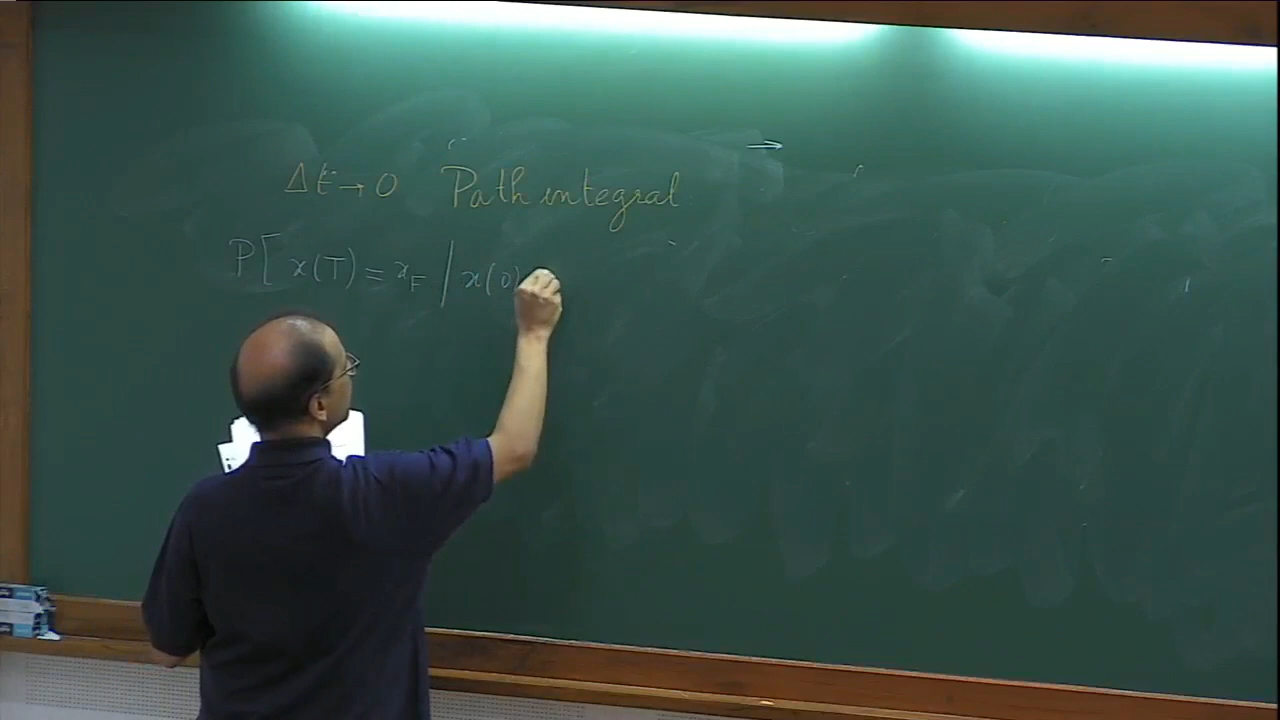 Δt → 0 Path integral
P[ x(T) = x_F / x(0)